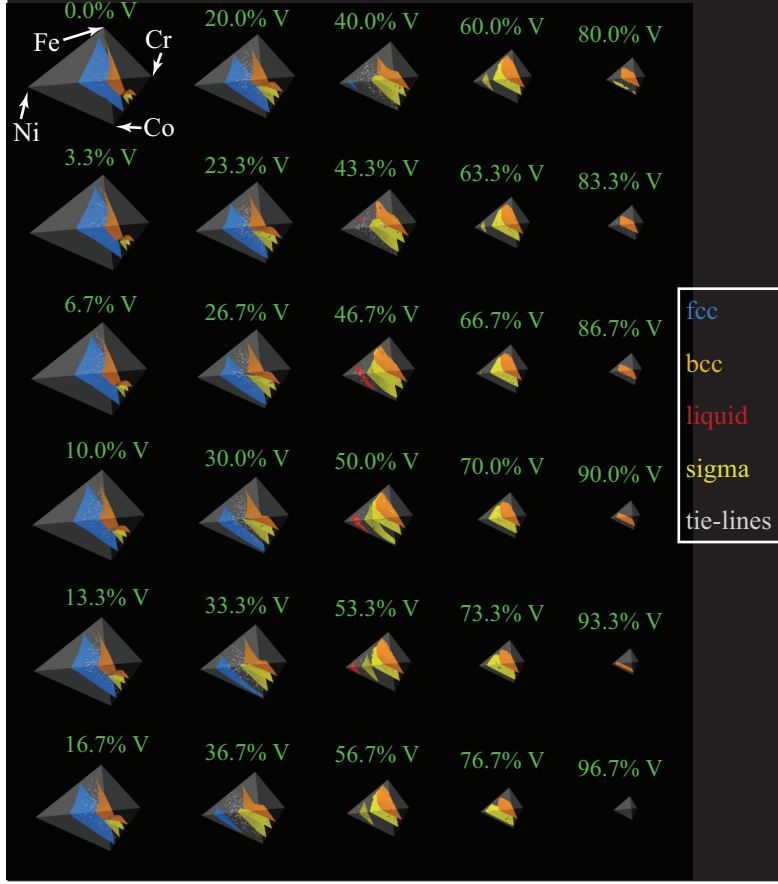 0.0% V
20.0% V
40.0% V
60.0% V
80.0% V
Fe
Cr
Ni
Co
3.3% V
23.3% V
43.3% V
63.3% V
83.3% V
6.7% V
26.7% V
46.7% V
66.7% V
86.7% V
10.0% V
30.0% V
50.0% V
70.0% V
90.0% V
13.3% V
33.3% V
53.3% V
73.3% V
93.3% V
16.7% V
36.7% V
56.7% V
76.7% V
96.7% V
fcc
bcc
liquid
sigma
tie-lines